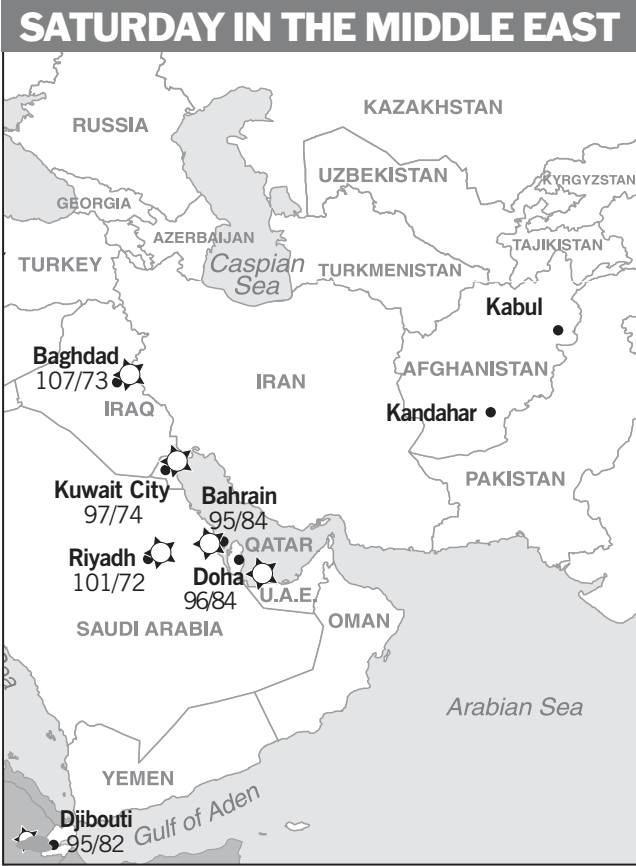 SATURDAY IN THE MIDDLE EAST
KAZAKHSTAN
RUSSIA
UZBEKISTAN
KYRGYZSTAN
GEORGIA
AZERBAIJAN
TAJIKISTAN
TURKEY
Caspian
Sea
TURKMENISTAN
Kabul
Baghdad
107/73
IRAN
AFGHANISTAN
IRAQ
Kandahar
PAKISTAN
Kuwait City
97/74
Bahrain
95/84
QATAR
Riyadh
101/72
Doha
96/84
U.A.E.
SAUDI ARABIA
OMAN
Arabian Sea
YEMEN
Gulf of Aden
Djibouti
95/82